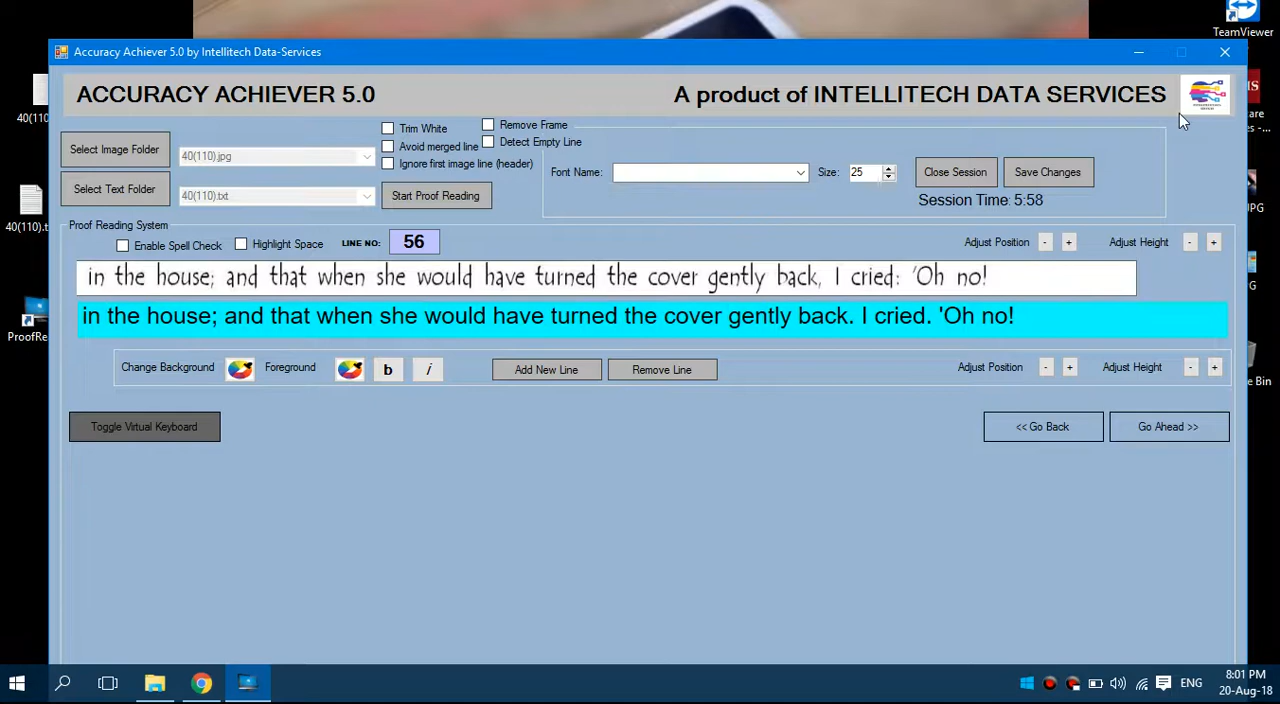 TeamViewer
Accuracy Achiever 5.0 by Intellitech Data-Services
ACCURACY ACHIEVER 5.0
A product of INTELLITECH DATA SERVICES
Select Image Folder
40(110).jpg
Trim White
Avoid merged line
Ignore first image line (header)
Remove Frame
Detect Empty Line
Font Name:
Size:
25
Close Session
Save Changes
Select Text Folder
40(110).txt
Start Proof Reading
Session Time: 5:58
Proof Reading System
Enable Spell Check
Highlight Space
LINE NO:
56
Adjust Position
-
+
Adjust Height
-
+
in the house; and that when she would have turned the cover gently back, I cried: 'Oh no!
in the house; and that when she would have turned the cover gently back. I cried. 'Oh no!
Change Background
Foreground
b
i
Add New Line
Remove Line
Adjust Position
-
+
Adjust Height
-
+
Toggle Virtual Keyboard
<< Go Back
Go Ahead >>
40(11
40(110).t
ProofRe
ENG
8:01 PM
20-Aug-18